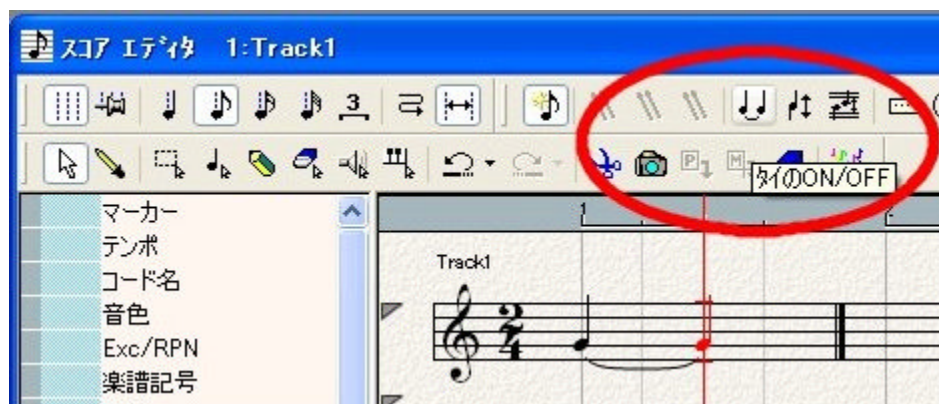 スコア エディタ 1:Track1
3
P M
タイのON/OFF
マーカー
テンポ
コード名
音色
Exc/RPN
楽譜記号
1
Track1
2
4